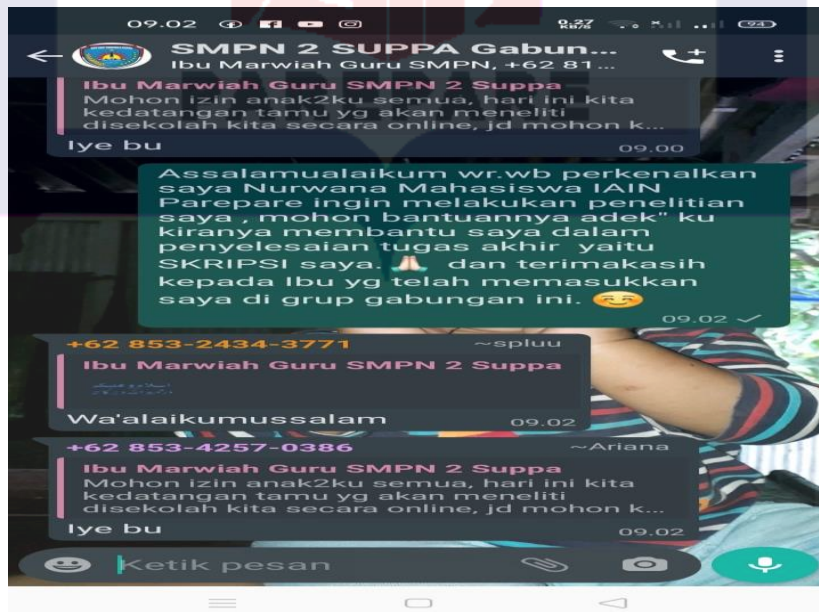 09.02
0.27
KB/S
94
SMPN 2 SUPPA Gabun...
Ibu Marwiah Guru SMPN, +62 81...
Ibu Marwiah Guru SMPN 2 Suppa
Mohon izin anak2ku semua, hari ini kita
kedatangan tamu yg akan meneliti
disekolah kita secara online, jd mohon k...
Iye bu
09.00
Assalamualaikum wr.wb perkenalkan
saya Nurwana Mahasiswa IAIN
Parepare ingin melakukan penelitian
saya , mohon bantuannya adek" ku
kiranya membantu saya dalam
penyelesaian tugas akhir yaitu
SKRIPSI saya.🙏 dan terimakasih
kepada Ibu yg telah memasukkan
saya di grup gabungan ini. 😊
09.02
+62 853-2434-3771 ~spluu
Ibu Marwiah Guru SMPN 2 Suppa
Wa'alaikumussalam
09.02
+62 853-4257-0386 ~Ariana
Ibu Marwiah Guru SMPN 2 Suppa
Mohon izin anak2ku semua, hari ini kita
kedatangan tamu yg akan meneliti
disekolah kita secara online, jd mohon k...
Iye bu
09.02
Ketik pesan